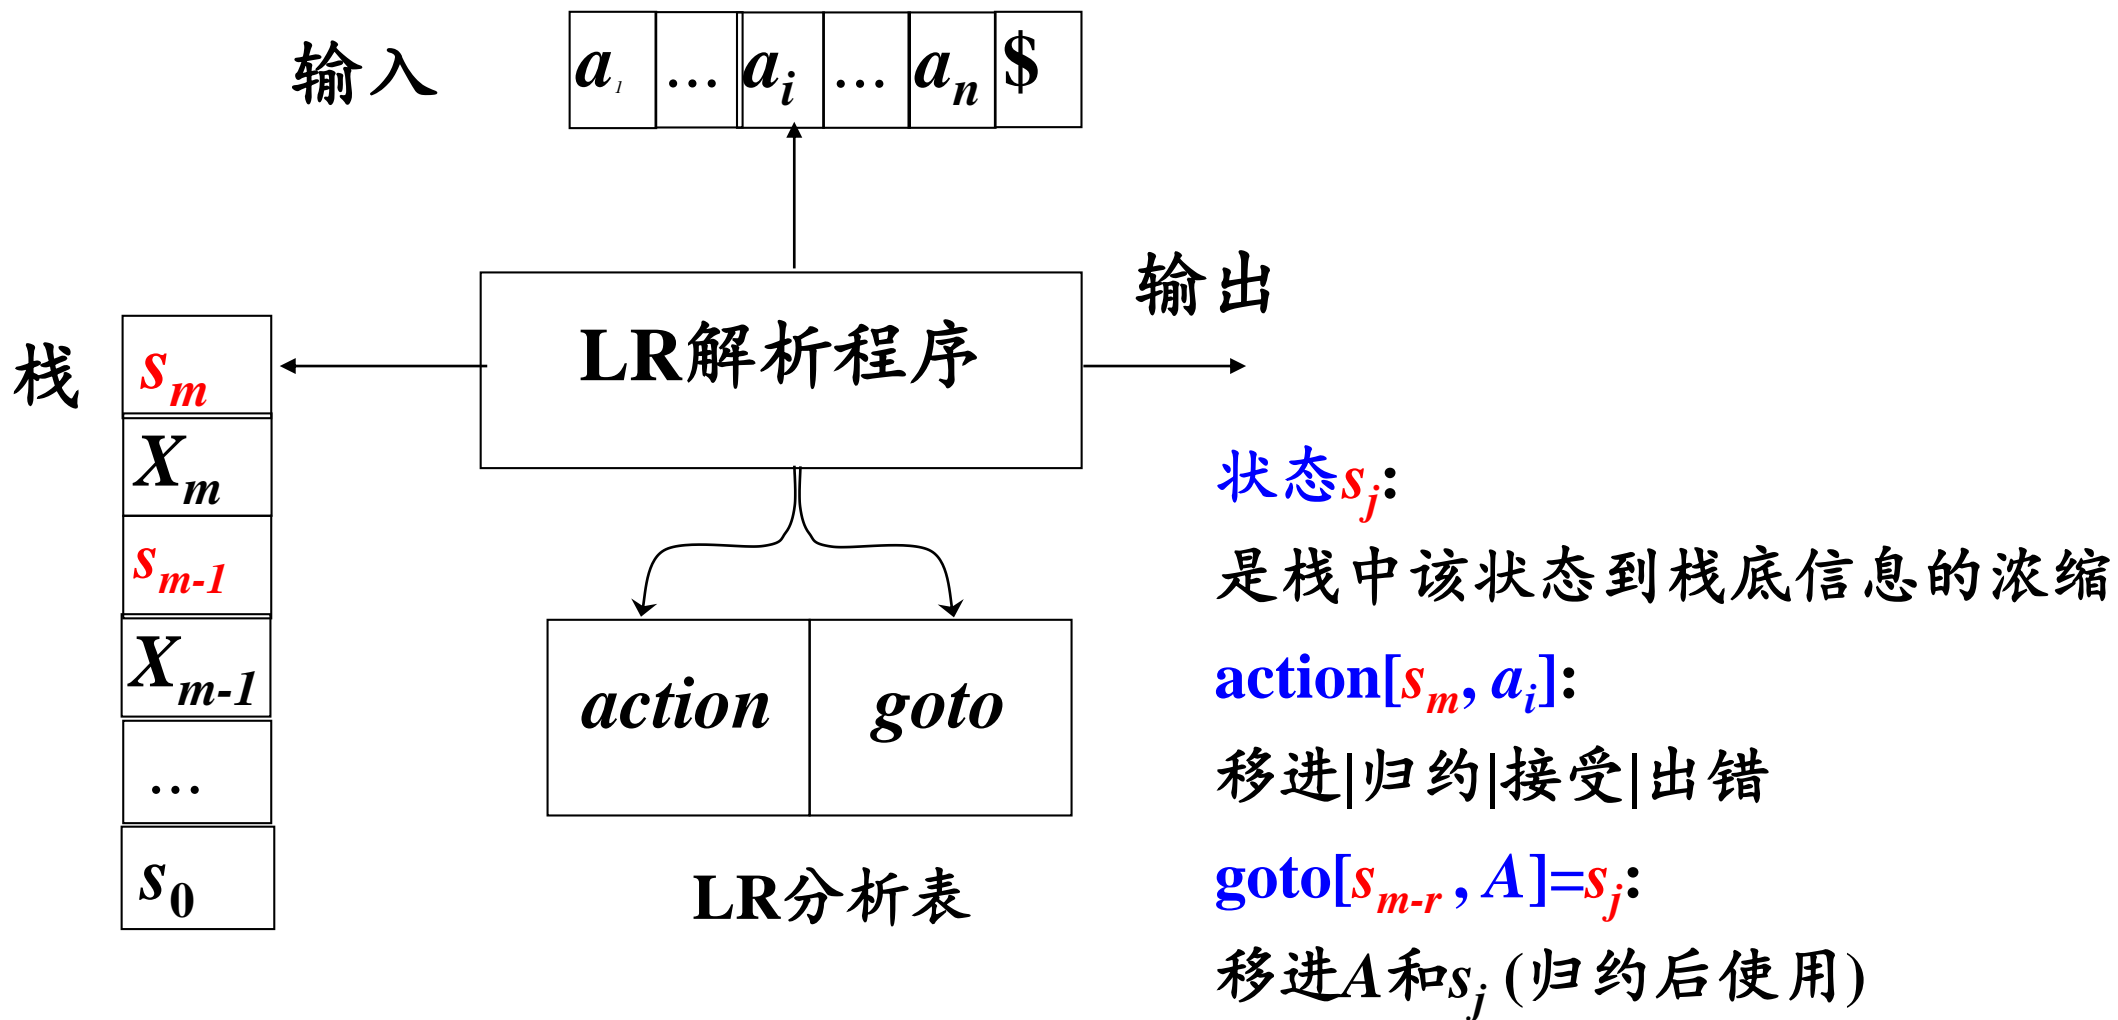 输入 a1 … ai … an $
输出
LR解析程序
栈
sm
Xm
sm-1
Xm-1
…
s0
action goto
LR分析表
状态sj:
是栈中该状态到栈底信息的浓缩
action[sm, ai]:
移进|归约|接受|出错
goto[sm-r , A]=sj:
移进A和sj (归约后使用)